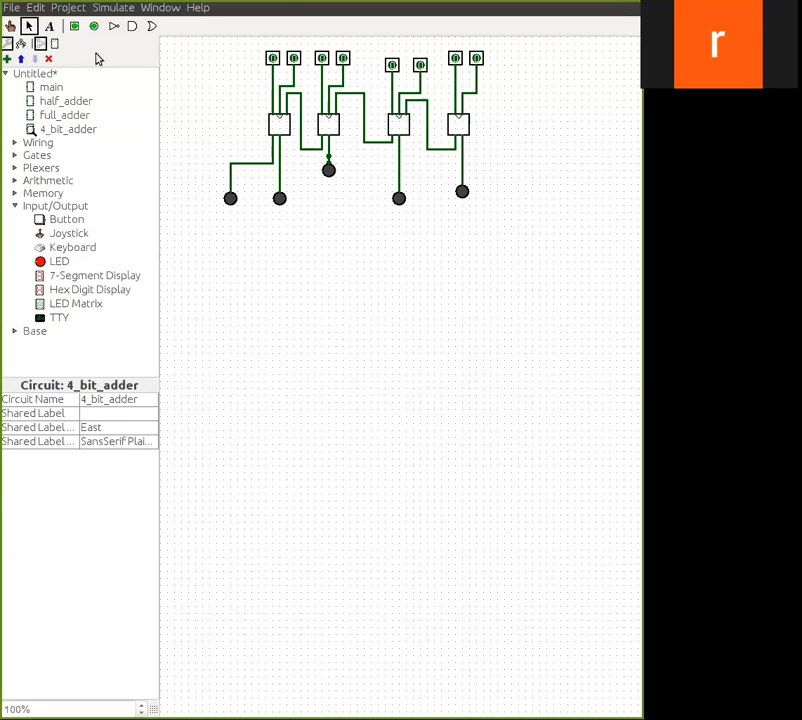 File Edit Project Simulate Window Help
A
Untitled*
main
half_adder
full_adder
4_bit_adder
Wiring
Gates
Plexers
Arithmetic
Memory
Input/Output
Button
Joystick
Keyboard
LED
7-Segment Display
Hex Digit Display
LED Matrix
TTY
Base
Circuit: 4_bit_adder
Circuit Name 4_bit_adder
Shared Label
Shared Label... East
Shared Label... SansSerif Plai...
100%
r